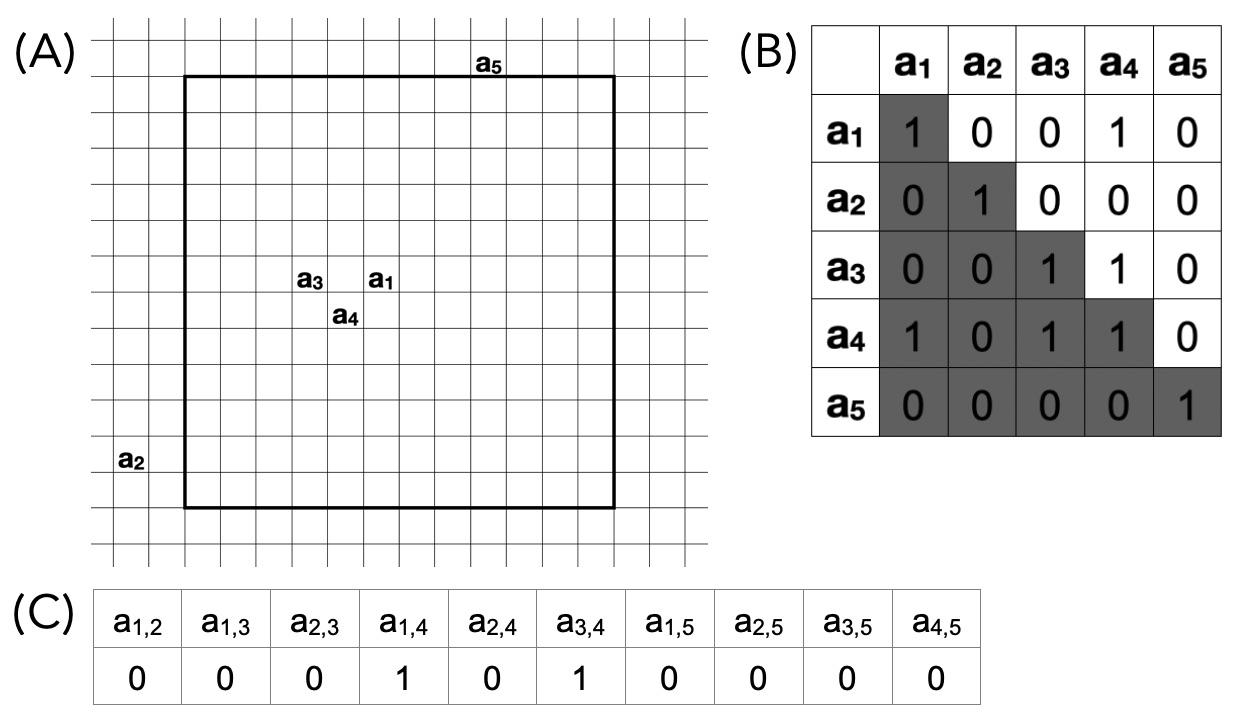 (A)
a5
a3 a1
a4
a2
(B)
a1 a2 a3 a4 a5
a1 1 0 0 1 0
a2 0 1 0 0 0
a3 0 0 1 1 0
a4 1 0 1 1 0
a5 0 0 0 0 1
(C)
a1,2 a1,3 a2,3 a1,4 a2,4 a3,4 a1,5 a2,5 a3,5 a4,5
0 0 0 1 0 1 0 0 0 0